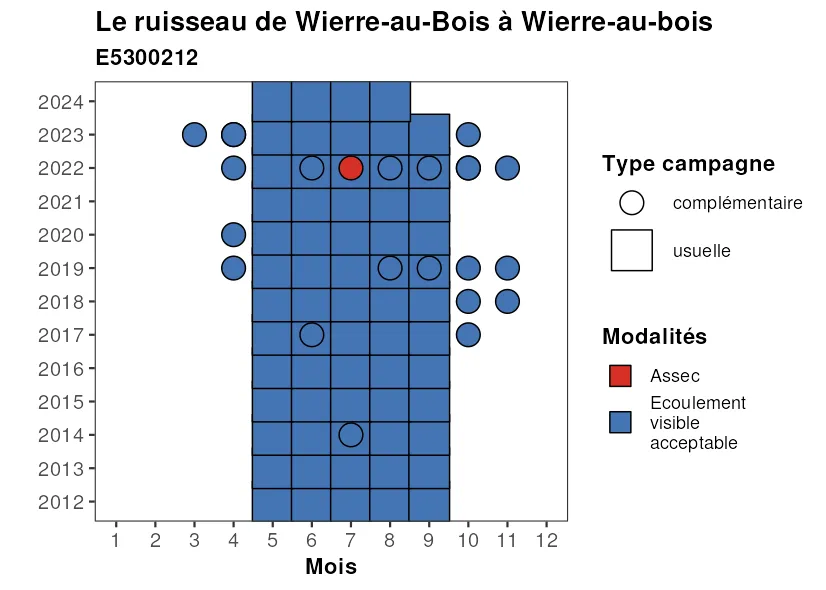 Le ruisseau de Wierre-au-Bois à Wierre-au-bois
E5300212
2024
2023
2022
2021
2020
2019
2018
2017
2016
2015
2014
2013
2012
1 2 3 4 5 6 7 8 9 10 11 12
Mois
Type campagne
complémentaire
usuelle
Modalités
Assec
Ecoulement
visible
acceptable